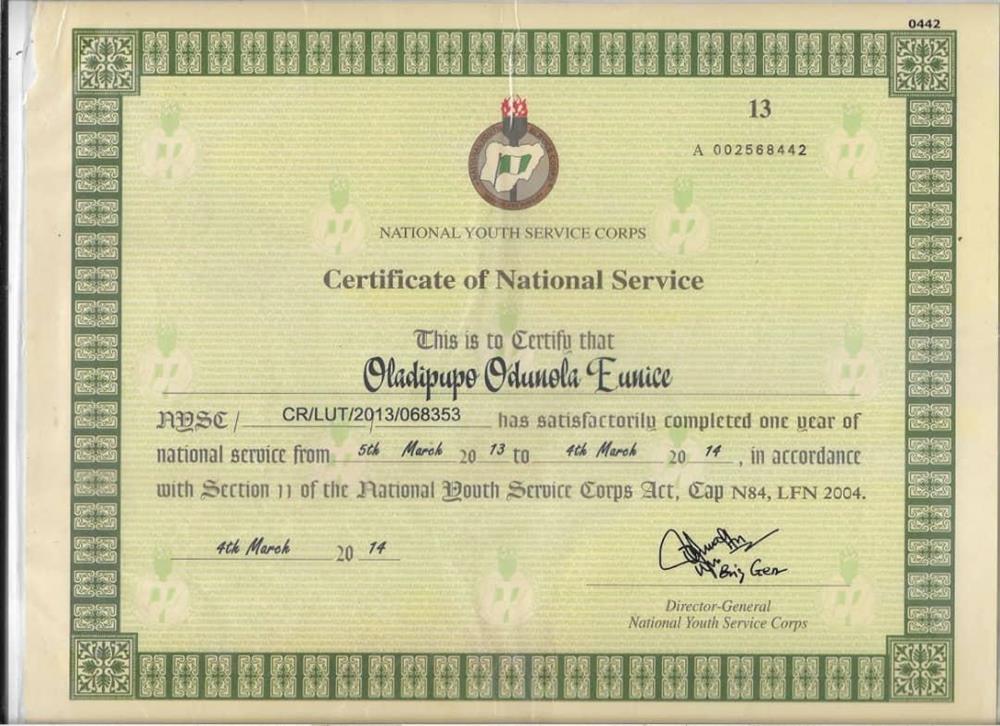 0442
13
A 002568442
NATIONAL YOUTH SERVICE CORPS
Certificate of National Service
This is to Certify that
Oladipupo Odunola Eunice
NYSC/ CR/LUT/2013/068353 has satisfactorily completed one year of
national service from 5th March 20 13 to 4th March 20 14, in accordance
with Section 11 of the National Youth Service Corps Act, Cap N84, LFN 2004.
4th March 20 14
Brig Gen
Director-General
National Youth Service Corps